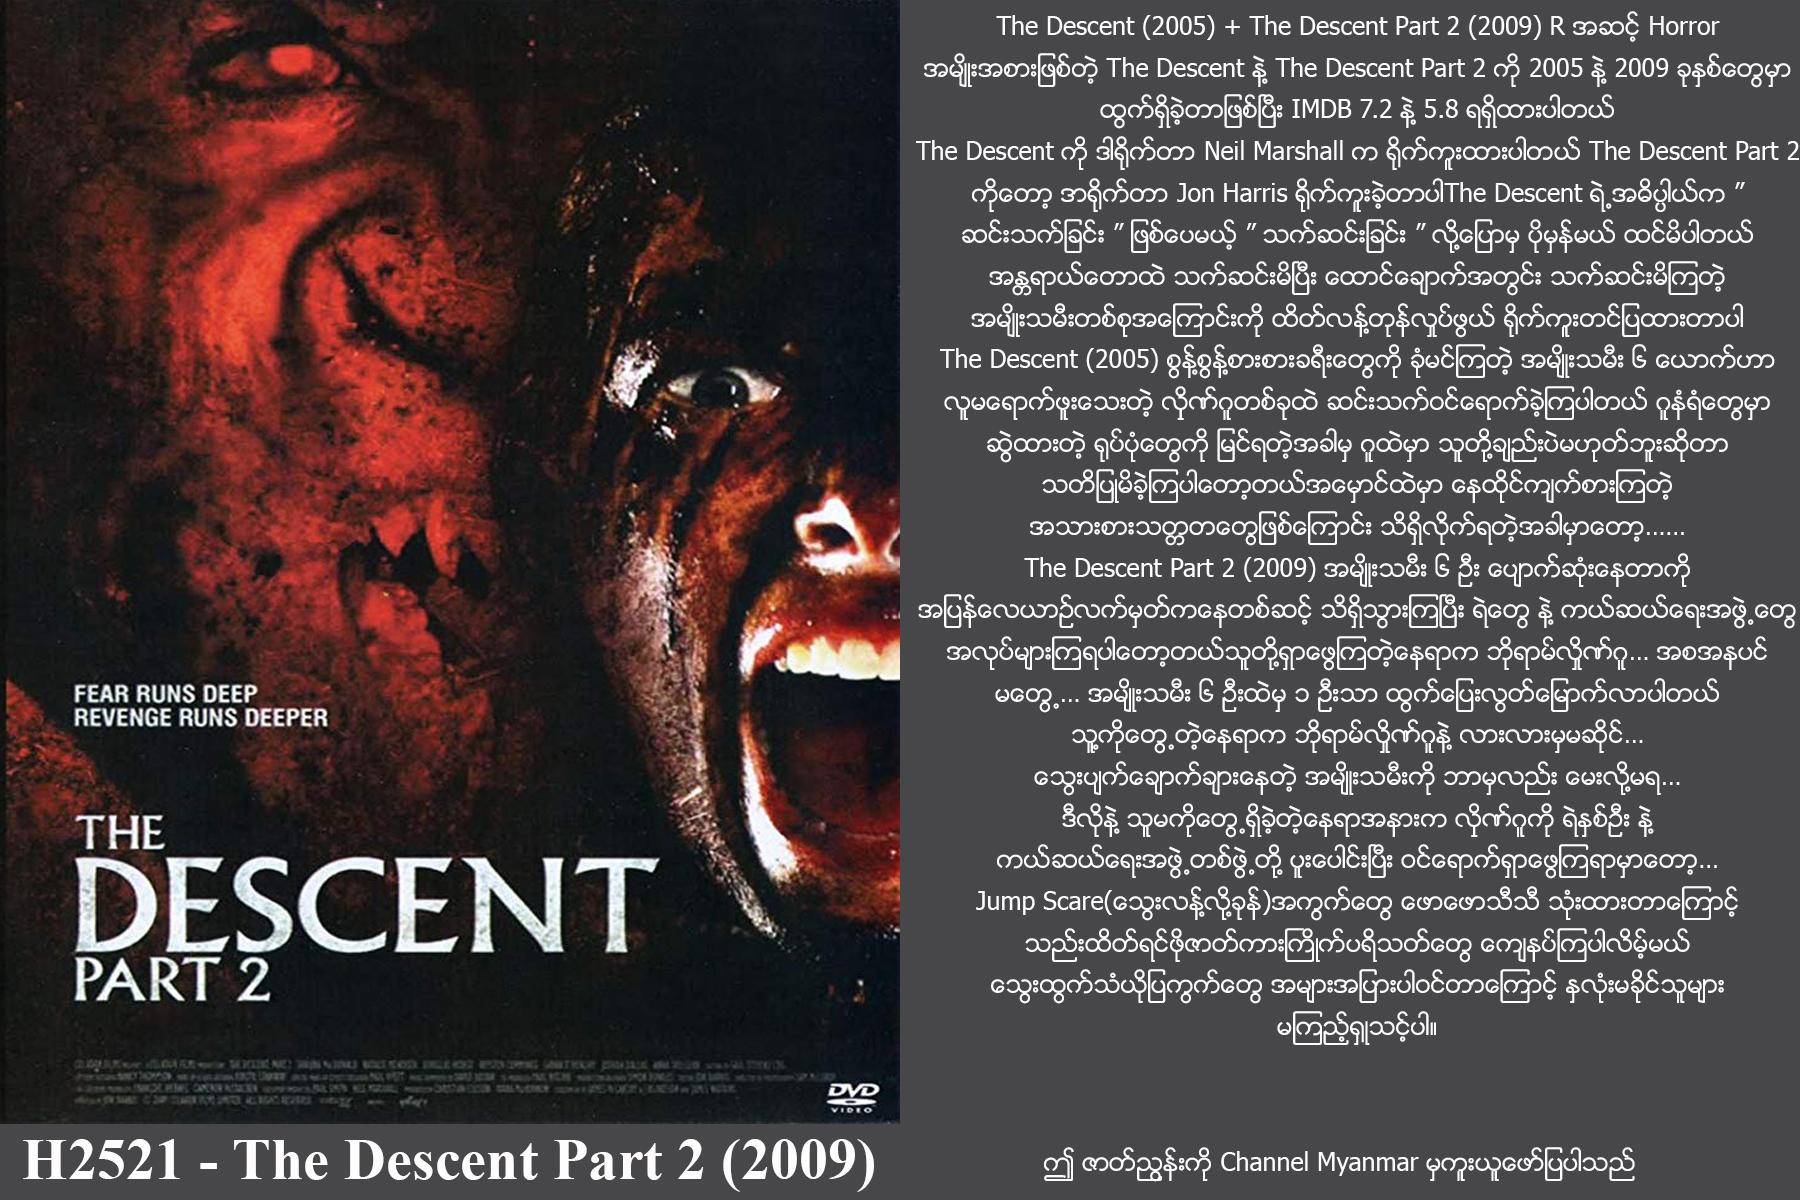 FEAR RUNS DEEP
REVENGE RUNS DEEPER
THE
DESCENT
PART 2
DVD
VIDEO
H2521 - The Descent Part 2 (2009)
The Descent (2005) + The Descent Part 2 (2009) R အဆင့် Horror
အမျိုးအစားဖြစ်တဲ့ The Descent နဲ့ The Descent Part 2 ကို 2005 နဲ့ 2009 ခုနှစ်တွေမှာ
ထွက်ရှိခဲ့တာဖြစ်ပြီး IMDB 7.2 နဲ့ 5.8 ရရှိထားပါတယ်
The Descent ကို ဒါရိုက်တာ Neil Marshall က ရိုက်ကူးထားပါတယ် The Descent Part 2
ကိုတော့ ဒာရိုက်တာ Jon Harris ရိုက်ကူးခဲ့တာပါThe Descent ရဲ့အဓိပ္ပါယ်က ”
ဆင်းသက်ခြင်း ” ဖြစ်ပေမယ့် ” သက်ဆင်းခြင်း ” လို့ပြောမှ ပိုမှန်မယ် ထင်မိပါတယ်
အန္တရာယ်တောထဲ သက်ဆင်းမိပြီး ထောင်ချောက်အတွင်း သက်ဆင်းမိကြတဲ့
အမျိုးသမီးတစ်စုအကြောင်းကို ထိတ်လန့်တုန်လှုပ်ဖွယ် ရိုက်ကူးတင်ပြထားတာပါ
The Descent (2005) စွန့်စွန့်စားစားခရီးတွေကို ခုံမင်ကြတဲ့ အမျိုးသမီး ၆ ယောက်ဟာ
လူမရောက်ဖူးသေးတဲ့ လှိုဏ်ဂူတစ်ခုထဲ ဆင်းသက်ဝင်ရောက်ခဲ့ကြပါတယ် ဂူနံရံတွေမှာ
ဆွဲထားတဲ့ ရုပ်ပုံတွေကို မြင်ရတဲ့အခါမှ ဂူထဲမှာ သူတို့ချည်းပဲမဟုတ်ဘူးဆိုတာ
သတိပြုမိခဲ့ကြပါတော့တယ်အမှောင်ထဲမှာ နေထိုင်ကျက်စားကြတဲ့
အသားစားသတ္တဝါတွေဖြစ်ကြောင်း သိရှိလိုက်ရတဲ့အခါမှာတော့......
The Descent Part 2 (2009) အမျိုးသမီး ၆ ဦး ပျောက်ဆုံးနေတာကို
အပြန်လေယာဉ်လက်မှတ်ကနေတစ်ဆင့် သိရှိသွားကြပြီး ရဲတွေ နဲ့ ကယ်ဆယ်ရေးအဖွဲ့တွေ
အလုပ်များကြရပါတော့တယ်သူတို့ရှာဖွေကြတဲ့နေရာက ဘိုရာမ်လှိုဏ်ဂူ... အစအနပင်
မတွေ့... အမျိုးသမီး ၆ ဦးထဲမှ ၁ ဦးသာ ထွက်ပြေးလွတ်မြောက်လာပါတယ်
သူ့ကိုတွေ့တဲ့နေရာက ဘိုရာမ်လှိုဏ်ဂူနဲ့ လားလားမှမဆိုင်...
သွေးပျက်ချောက်ချားနေတဲ့ အမျိုးသမီးကို ဘာမှလည်း မေးလို့မရ...
ဒီလိုနဲ့ သူမကိုတွေ့ရှိခဲ့တဲ့နေရာအနားက လှိုဏ်ဂူကို ရဲနှစ်ဦး နဲ့
ကယ်ဆယ်ရေးအဖွဲ့တစ်ဖွဲ့တို့ ပူးပေါင်းပြီး ဝင်ရောက်ရှာဖွေကြရာမှာတော့...
Jump Scare(သွေးလန့်လို့ခုန်)အကွက်တွေ ဖောဖောသီသီ သုံးထားတာကြောင့်
သည်းထိတ်ရင်ဖိုဇာတ်ကားကြိုက်ပရိသတ်တွေ ကျေနပ်ကြပါလိမ့်မယ်
သွေးထွက်သံယိုပြကွက်တွေ အများအပြားပါဝင်တာကြောင့် နှလုံးမခိုင်သူများ
မကြည့်ရှုသင့်ပါ။
ဤ ဇာတ်ညွှန်းကို Channel Myanmar မှကူးယူဖော်ပြပါသည်